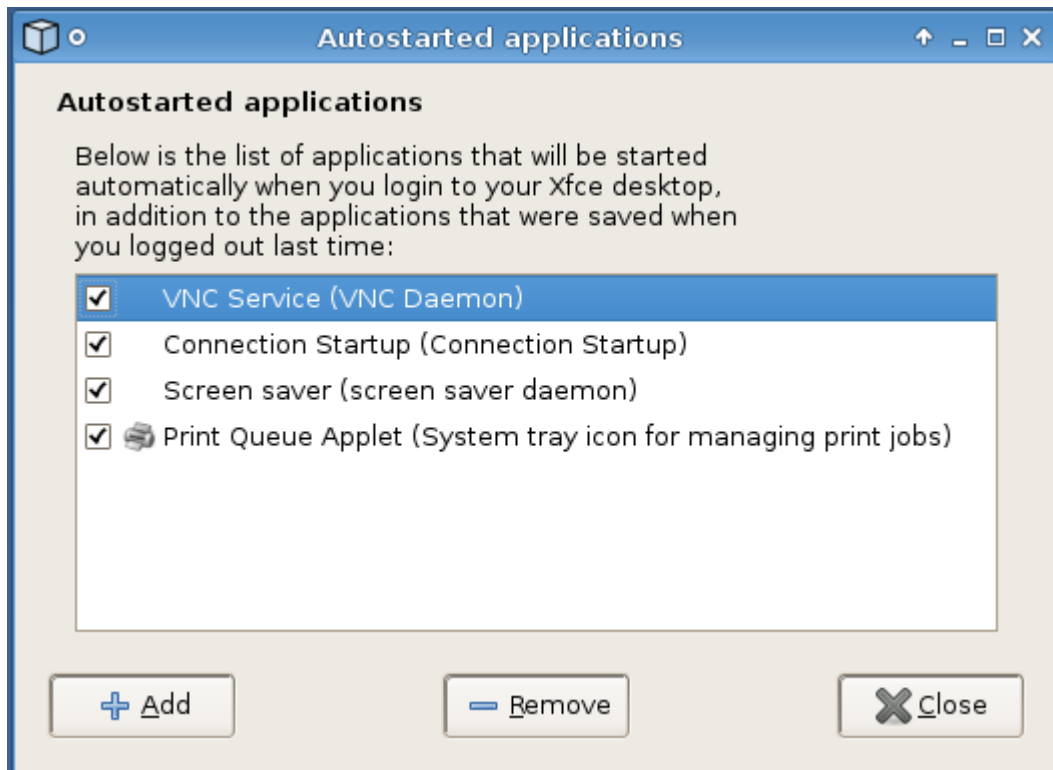 Autostarted applications
Autostarted applications
Below is the list of applications that will be started
automatically when you login to your Xfce desktop,
in addition to the applications that were saved when
you logged out last time:
VNC Service (VNC Daemon)
Connection Startup (Connection Startup)
Screen saver (screen saver daemon)
Print Queue Applet (System tray icon for managing print jobs)
Add
Remove
Close